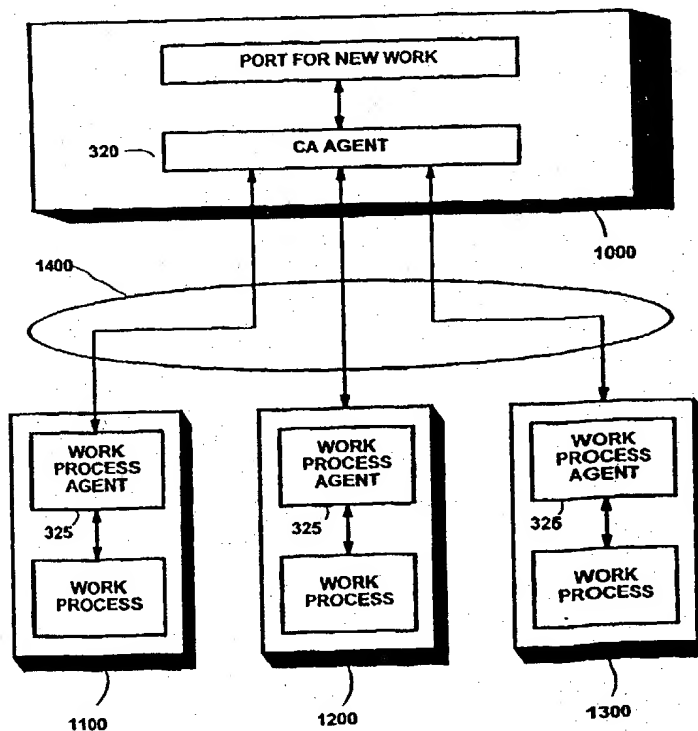 PORT FOR NEW WORK
320
CA AGENT
1000
1400
WORK
PROCESS
AGENT
325
WORK
PROCESS
1100
WORK
PROCESS
AGENT
325
WORK
PROCESS
1200
WORK
PROCESS
AGENT
325
WORK
PROCESS
1300